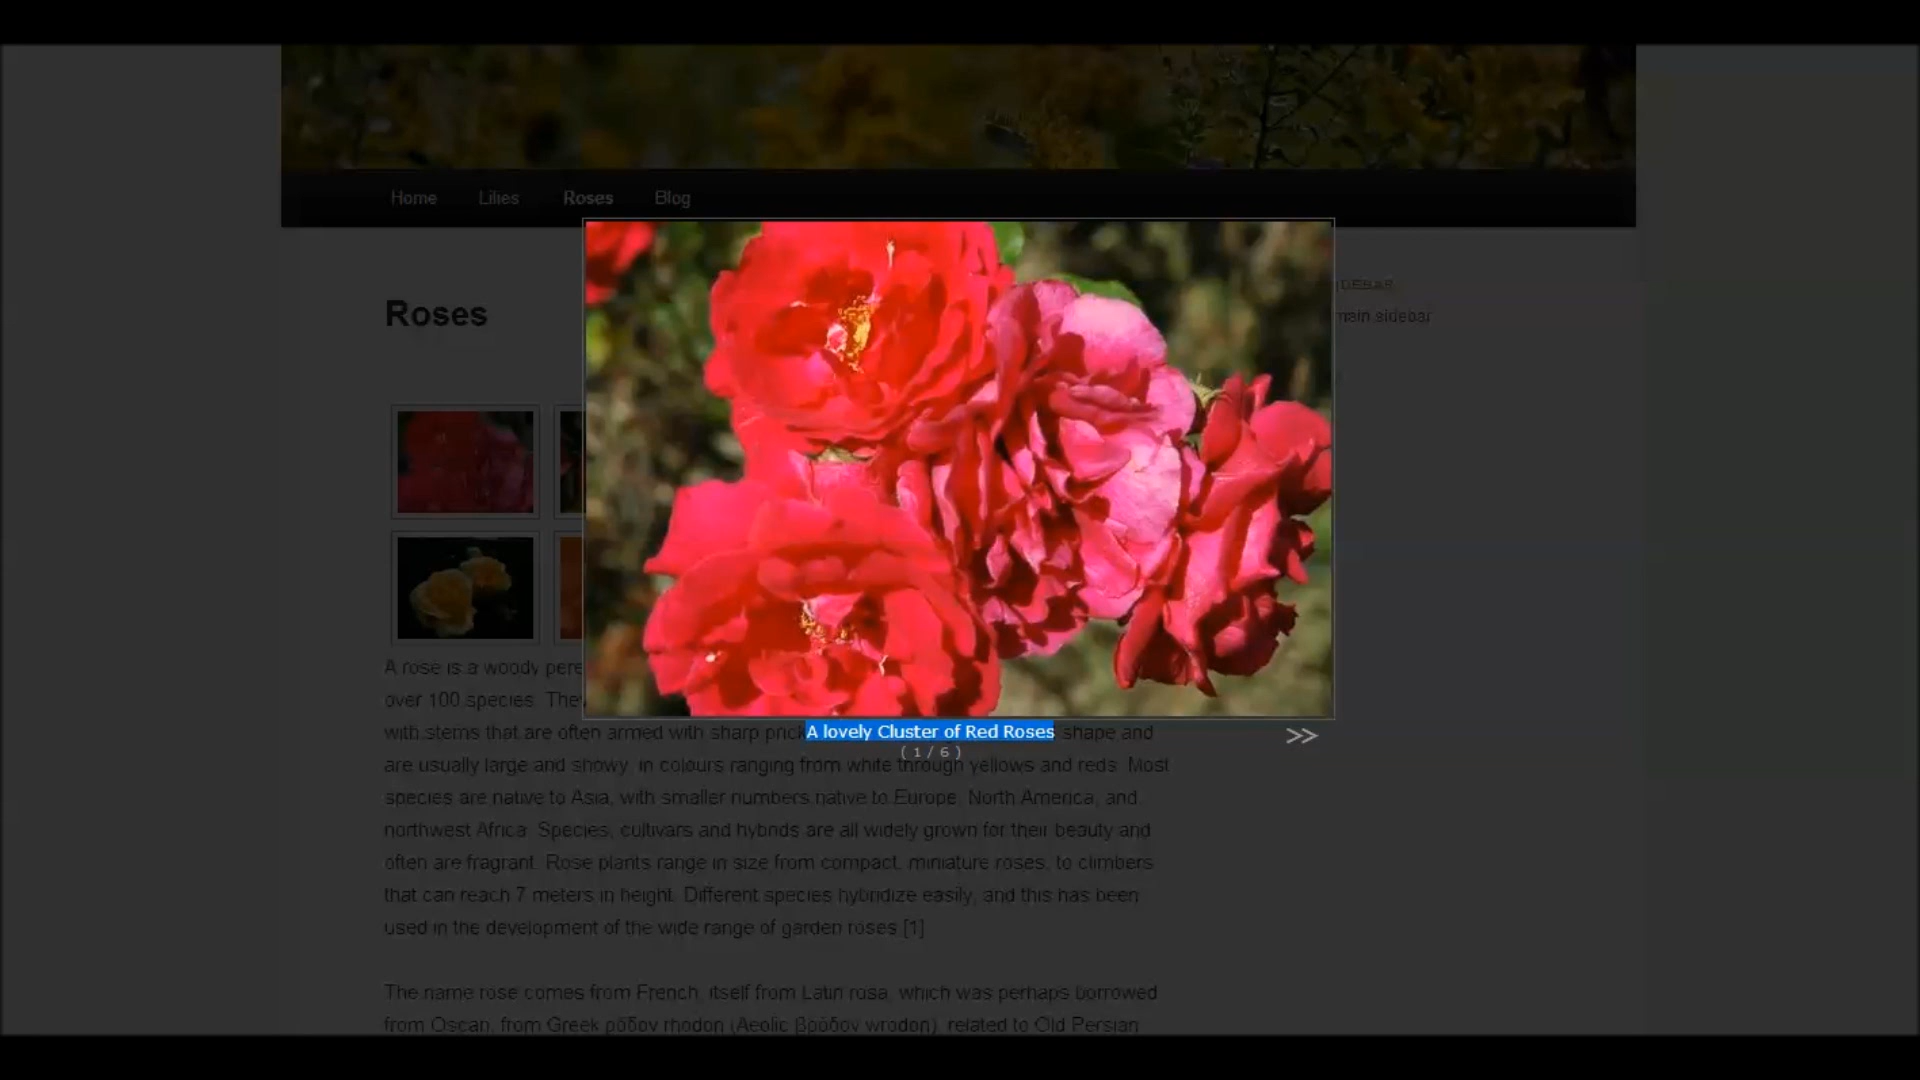 Home Lilies Roses Blog
Roses
DEBAR
main sidebar
A rose is a woody pere
over 100 species. They
with stems that are often armed with sharp prick
A lovely Cluster of Red Roses
shape and
( 1 / 6 )
>>
are usually large and showy, in colours ranging from white through yellows and reds. Most
species are native to Asia, with smaller numbers native to Europe, North America, and
northwest Africa. Species, cultivars and hybrids are all widely grown for their beauty and
often are fragrant. Rose plants range in size from compact, miniature roses, to climbers
that can reach 7 meters in height. Different species hybridize easily, and this has been
used in the development of the wide range of garden roses [1]
The name rose comes from French, itself from Latin rosa, which was perhaps borrowed
from Oscan, from Greek ρόδον rhodon (Aeolic βρόδον wrodon), related to Old Persian